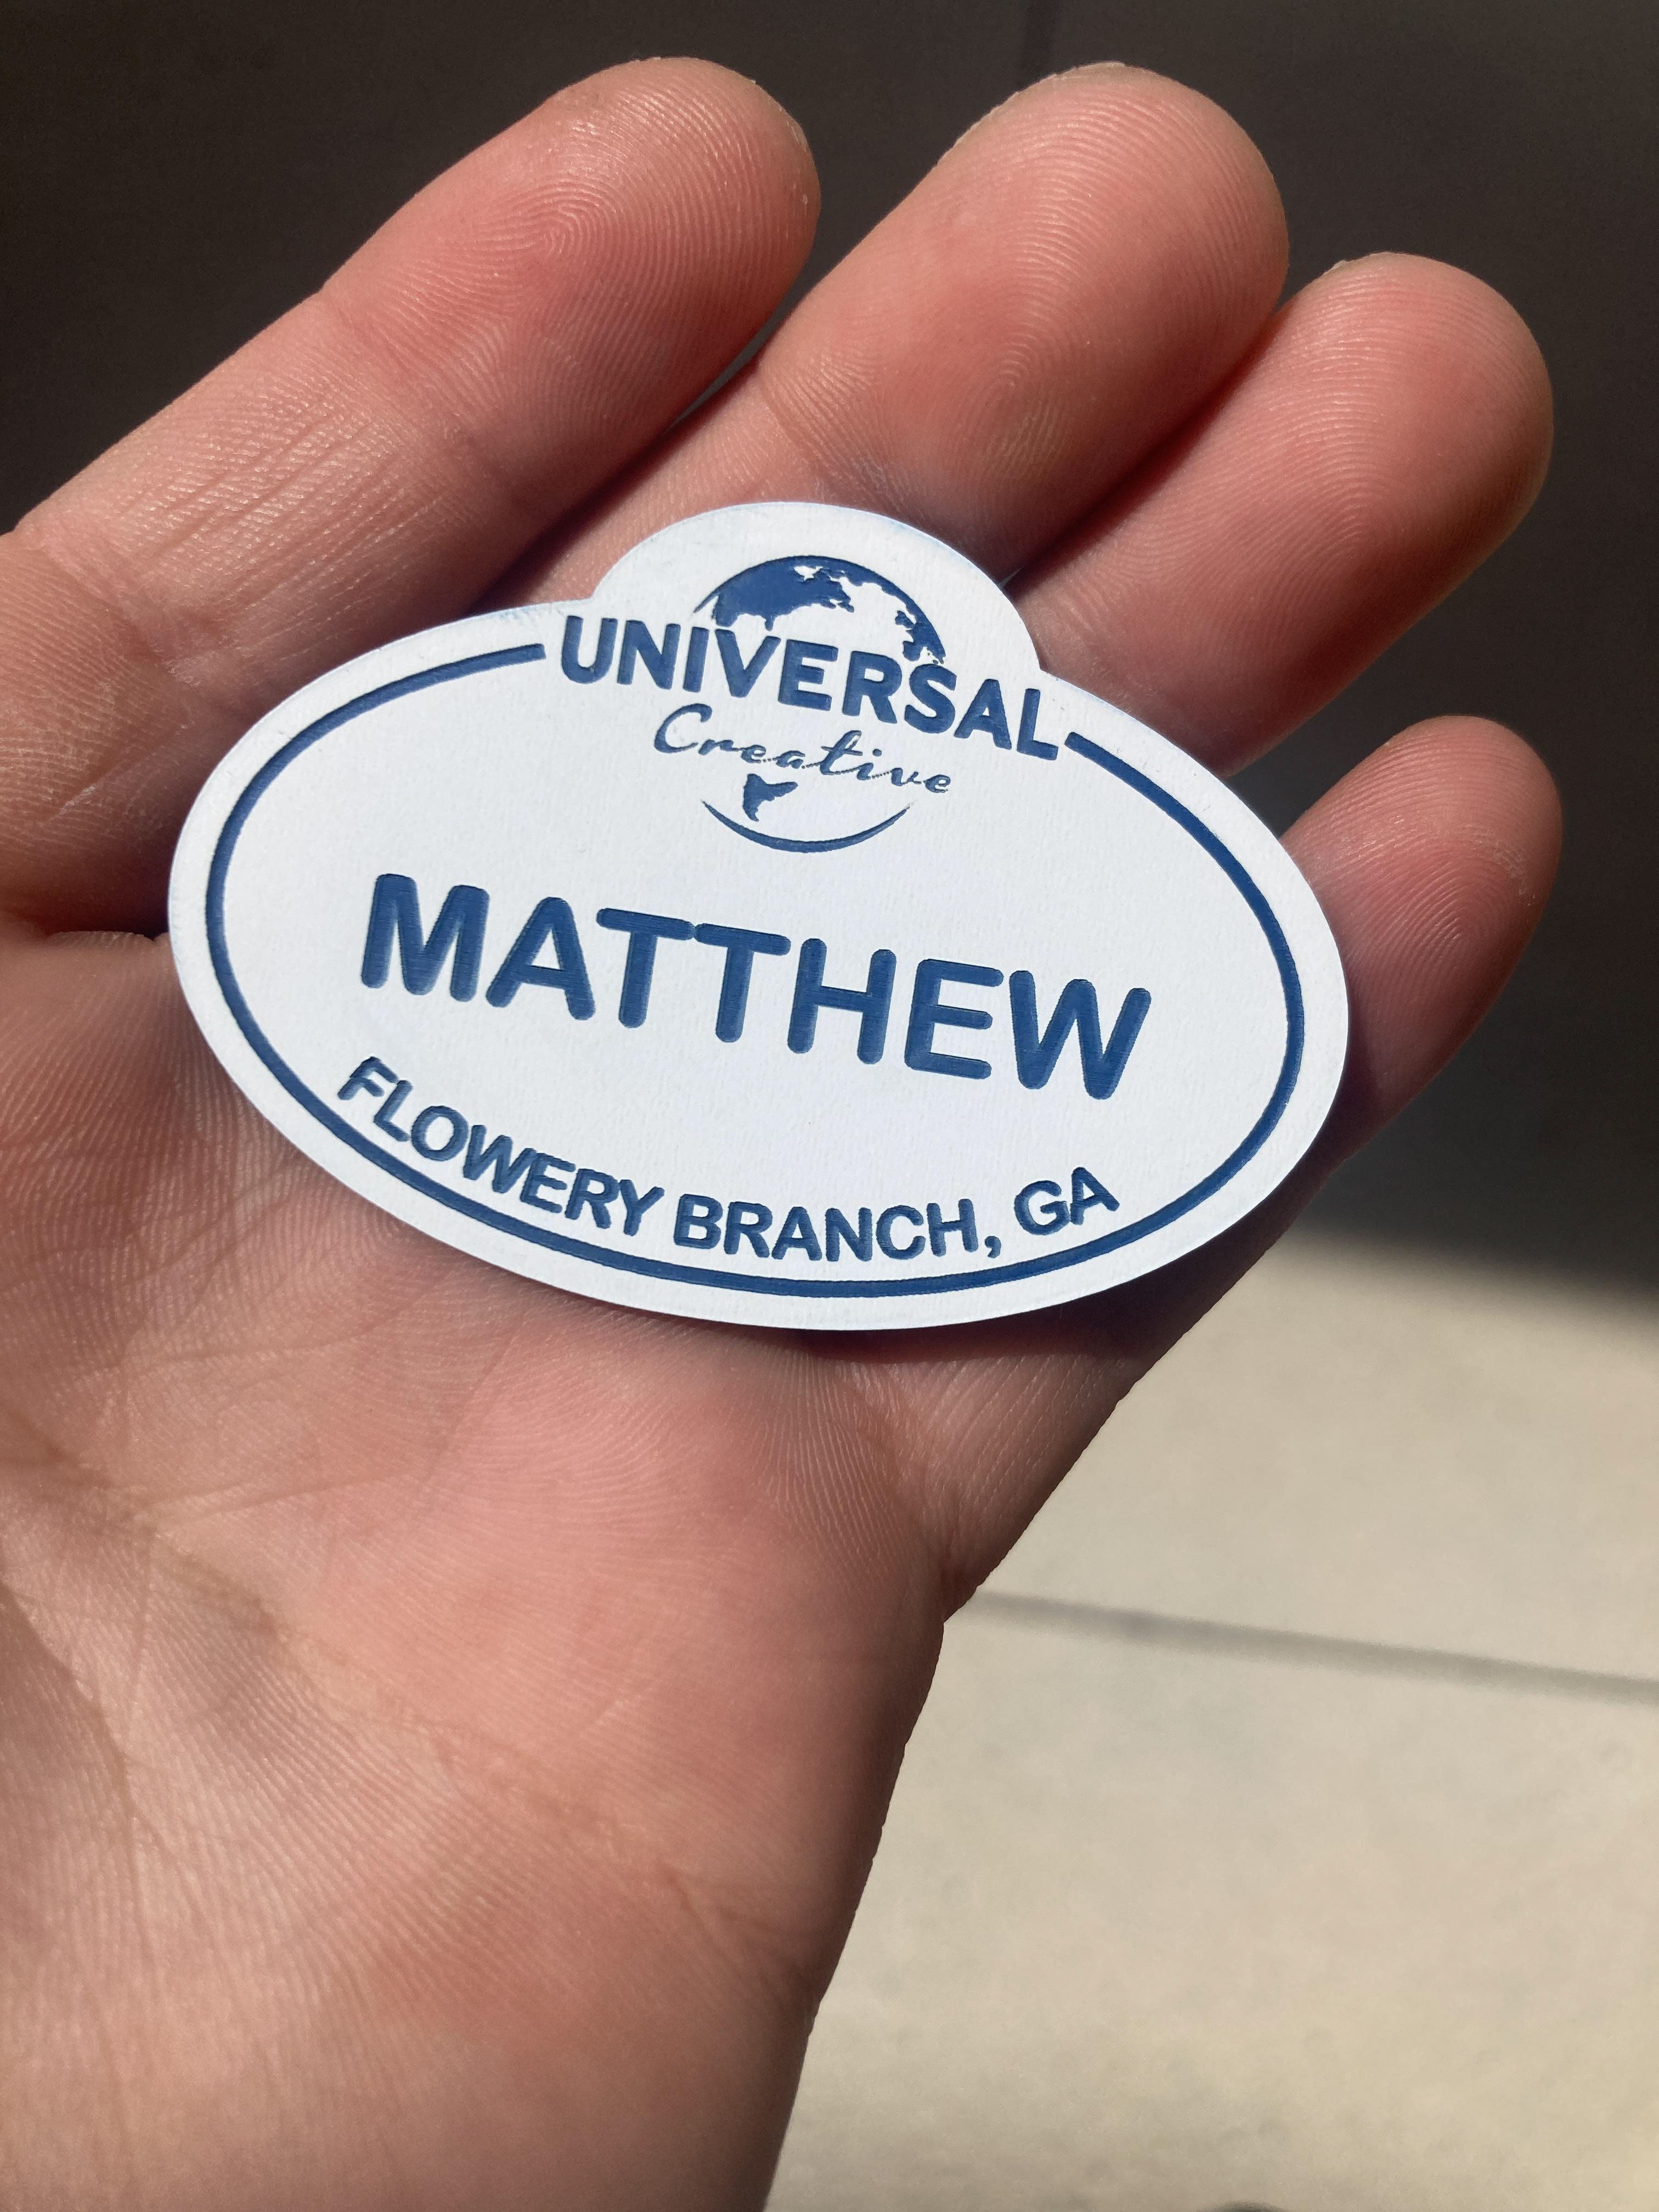 UNIVERSAL
Creative
MATTHEW
FLOWERY BRANCH, GA